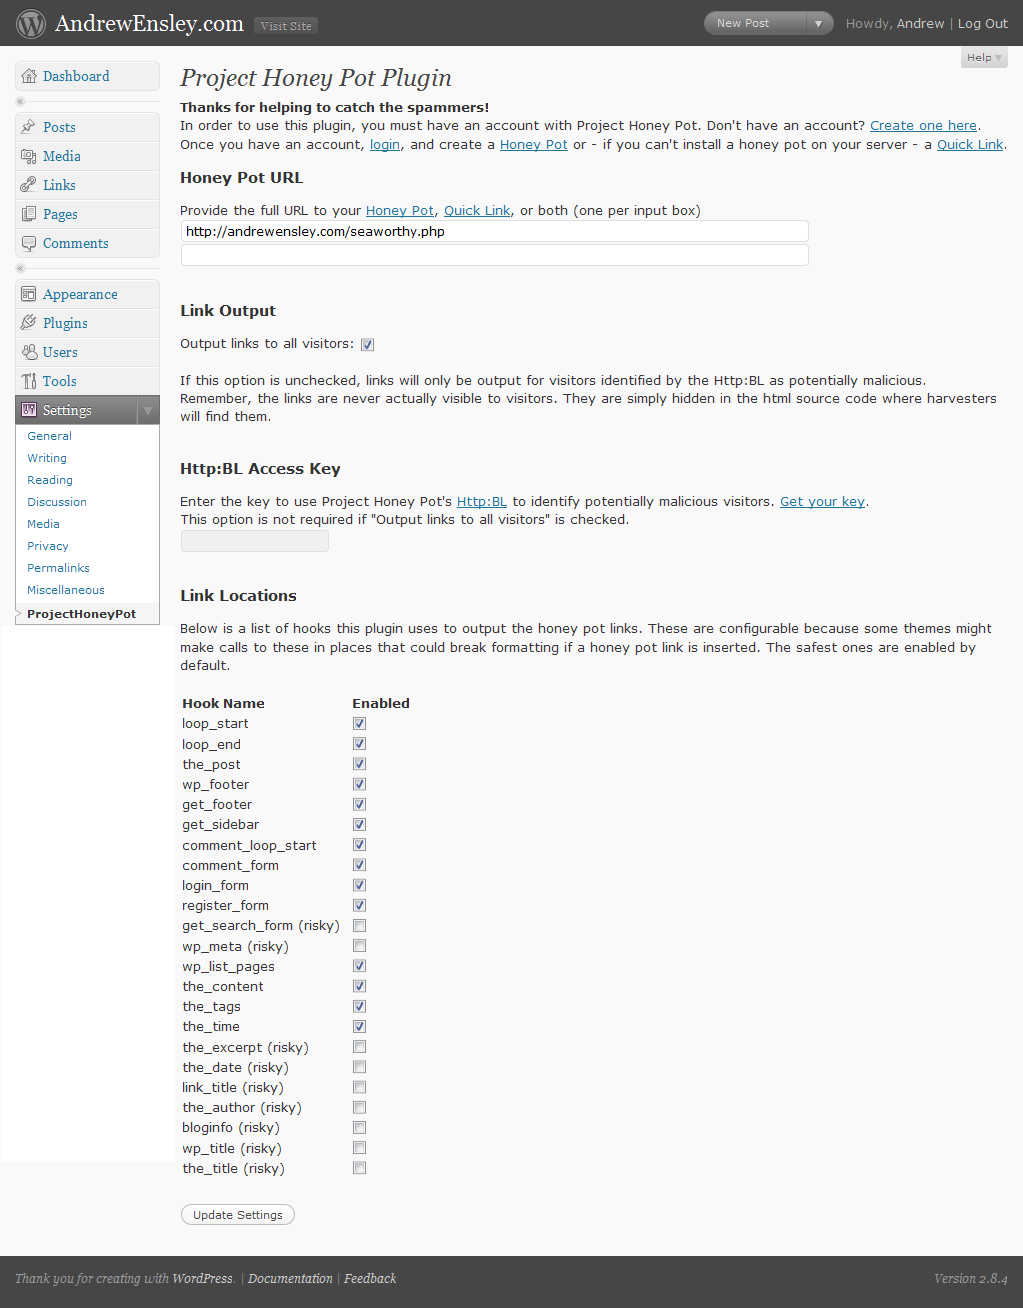 AndrewEnsley.com Visit Site New Post Howdy, Andrew | Log Out
Help
Dashboard
Posts
Media
Links
Pages
Comments
Appearance
Plugins
Users
Tools
Settings
General
Writing
Reading
Discussion
Media
Privacy
Permalinks
Miscellaneous
ProjectHoneyPot
Project Honey Pot Plugin
Thanks for helping to catch the spammers!
In order to use this plugin, you must have an account with Project Honey Pot. Don't have an account? Create one here.
Once you have an account, login, and create a Honey Pot or - if you can't install a honey pot on your server - a Quick Link.
Honey Pot URL
Provide the full URL to your Honey Pot, Quick Link, or both (one per input box)
http://andrewensley.com/seaworthy.php
Link Output
Output links to all visitors:
If this option is unchecked, links will only be output for visitors identified by the Http:BL as potentially malicious.
Remember, the links are never actually visible to visitors. They are simply hidden in the html source code where harvesters
will find them.
Http:BL Access Key
Enter the key to use Project Honey Pot's Http:BL to identify potentially malicious visitors. Get your key.
This option is not required if "Output links to all visitors" is checked.
Link Locations
Below is a list of hooks this plugin uses to output the honey pot links. These are configurable because some themes might
make calls to these in places that could break formatting if a honey pot link is inserted. The safest ones are enabled by
default.
Hook Name Enabled
loop_start
loop_end
the_post
wp_footer
get_footer
get_sidebar
comment_loop_start
comment_form
login_form
register_form
get_search_form (risky)
wp_meta (risky)
wp_list_pages
the_content
the_tags
the_time
the_excerpt (risky)
the_date (risky)
link_title (risky)
the_author (risky)
bloginfo (risky)
wp_title (risky)
the_title (risky)
Update Settings
Thank you for creating with WordPress. | Documentation | Feedback Version 2.8.4